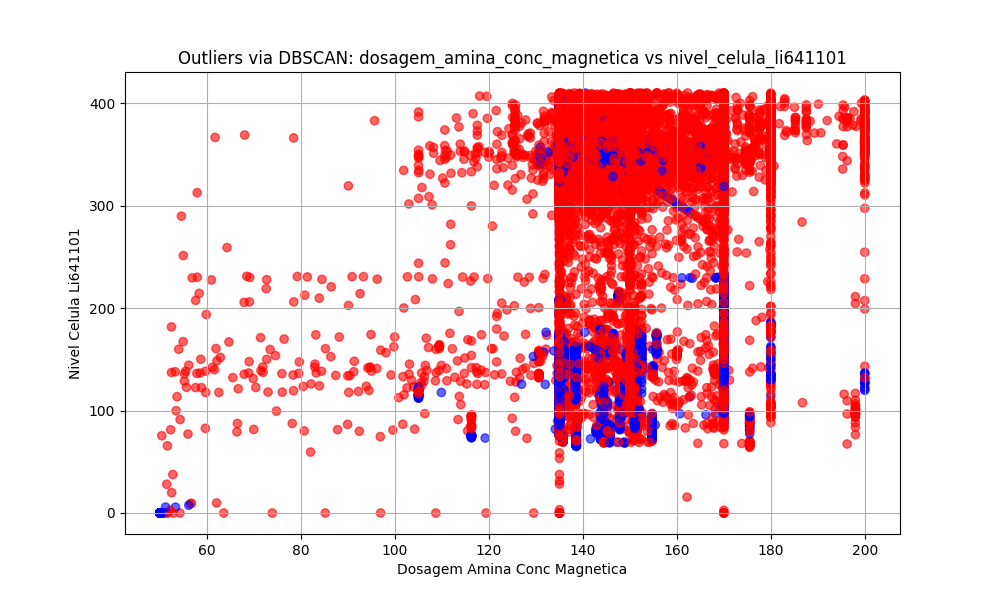 Outliers via DBSCAN: dosagem_amina_conc_magnetica vs nivel_celula_li641101
Nivel Celula Li641101
400
300
200
100
0
60 80 100 120 140 160 180 200
Dosagem Amina Conc Magnetica